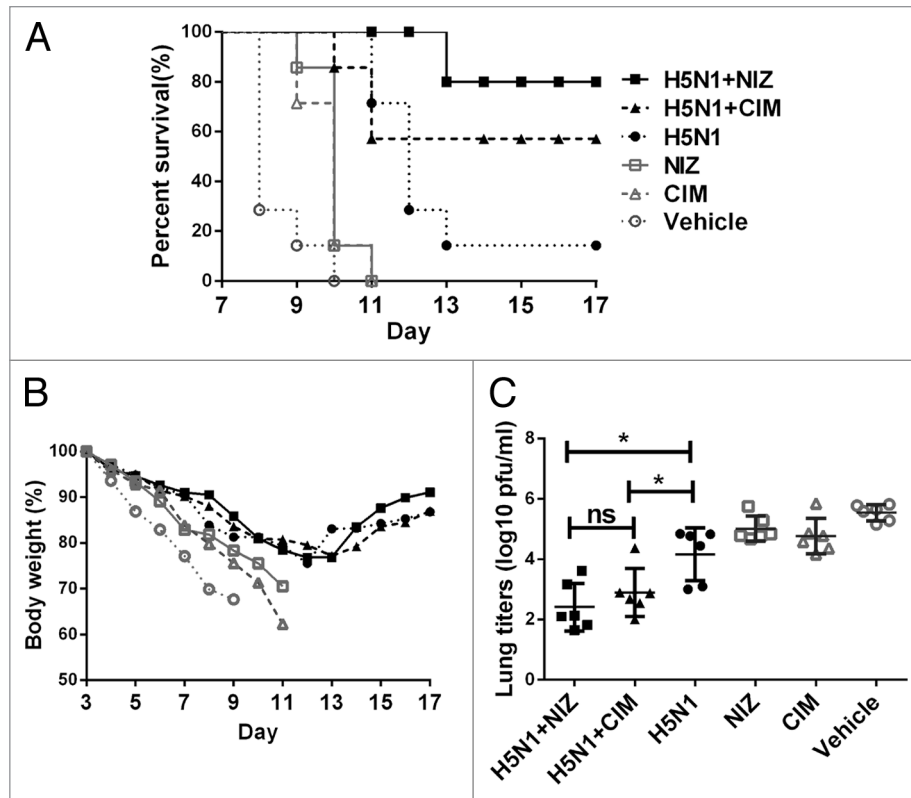 A
Percent survival(%)
100
80
60
40
20
0
7 9 11 13 15 17
Day
H5N1+NIZ
H5N1+CIM
H5N1
NIZ
CIM
Vehicle
B
Body weight (%)
100
90
80
70
60
50
3 5 7 9 11 13 15 17
Day
C
Lung titers (log10 pfu/ml)
8
6
4
2
0
*
*
ns
H5N1+NIZ
H5N1+CIM
H5N1
NIZ
CIM
Vehicle